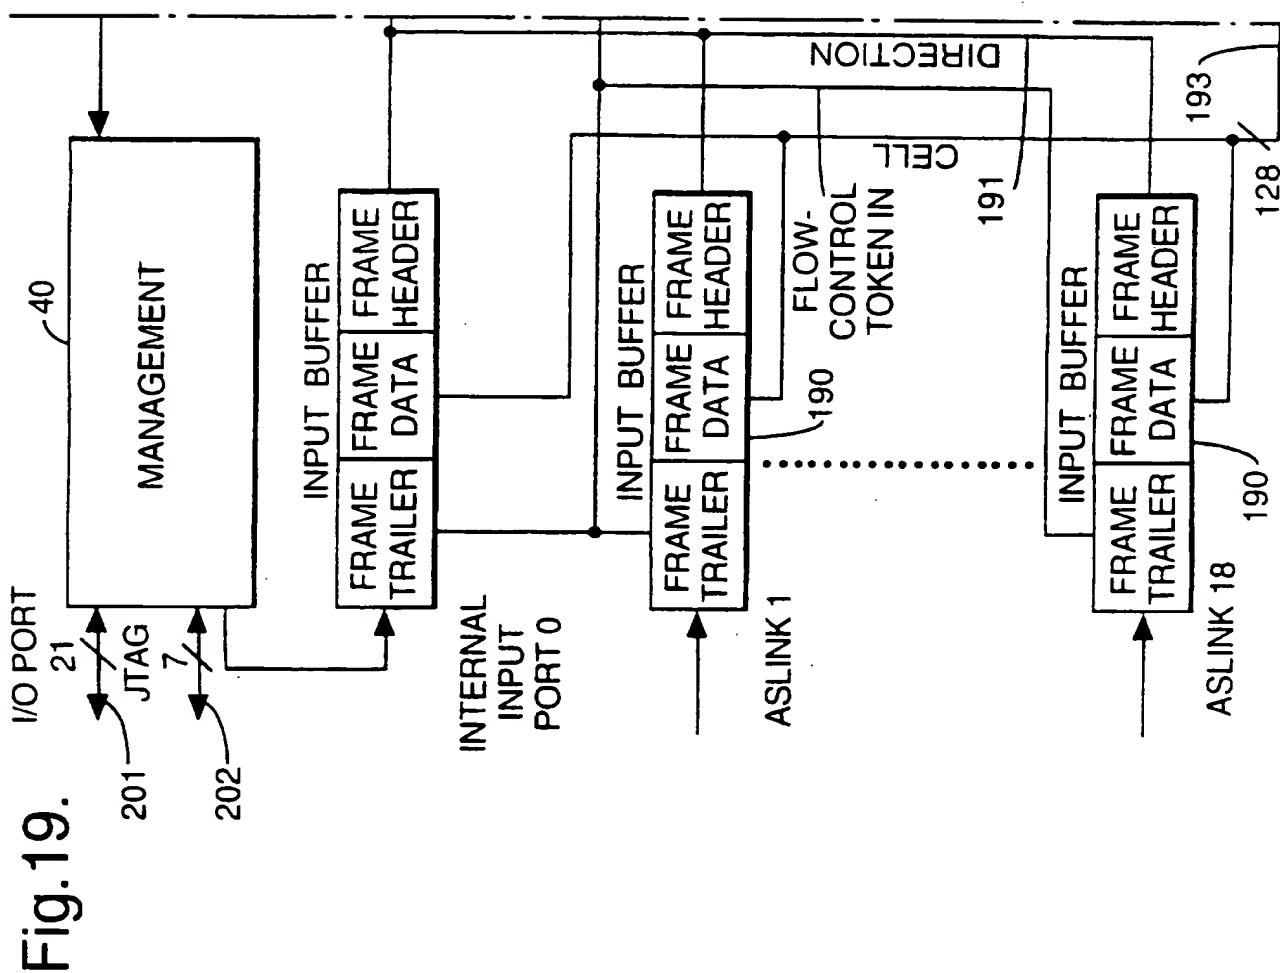 Fig.19.
I/O PORT
21
JTAG
7
201
202
40
MANAGEMENT
INPUT BUFFER
FRAME
TRAILER
FRAME
DATA
FRAME
HEADER
INTERNAL
INPUT
PORT 0
INPUT BUFFER
FRAME
TRAILER
FRAME
DATA
FRAME
HEADER
190
ASLINK 1
FLOW-
CONTROL
TOKEN IN
CELL
DIRECTION
191
INPUT BUFFER
FRAME
TRAILER
FRAME
DATA
FRAME
HEADER
190
ASLINK 18
128
193